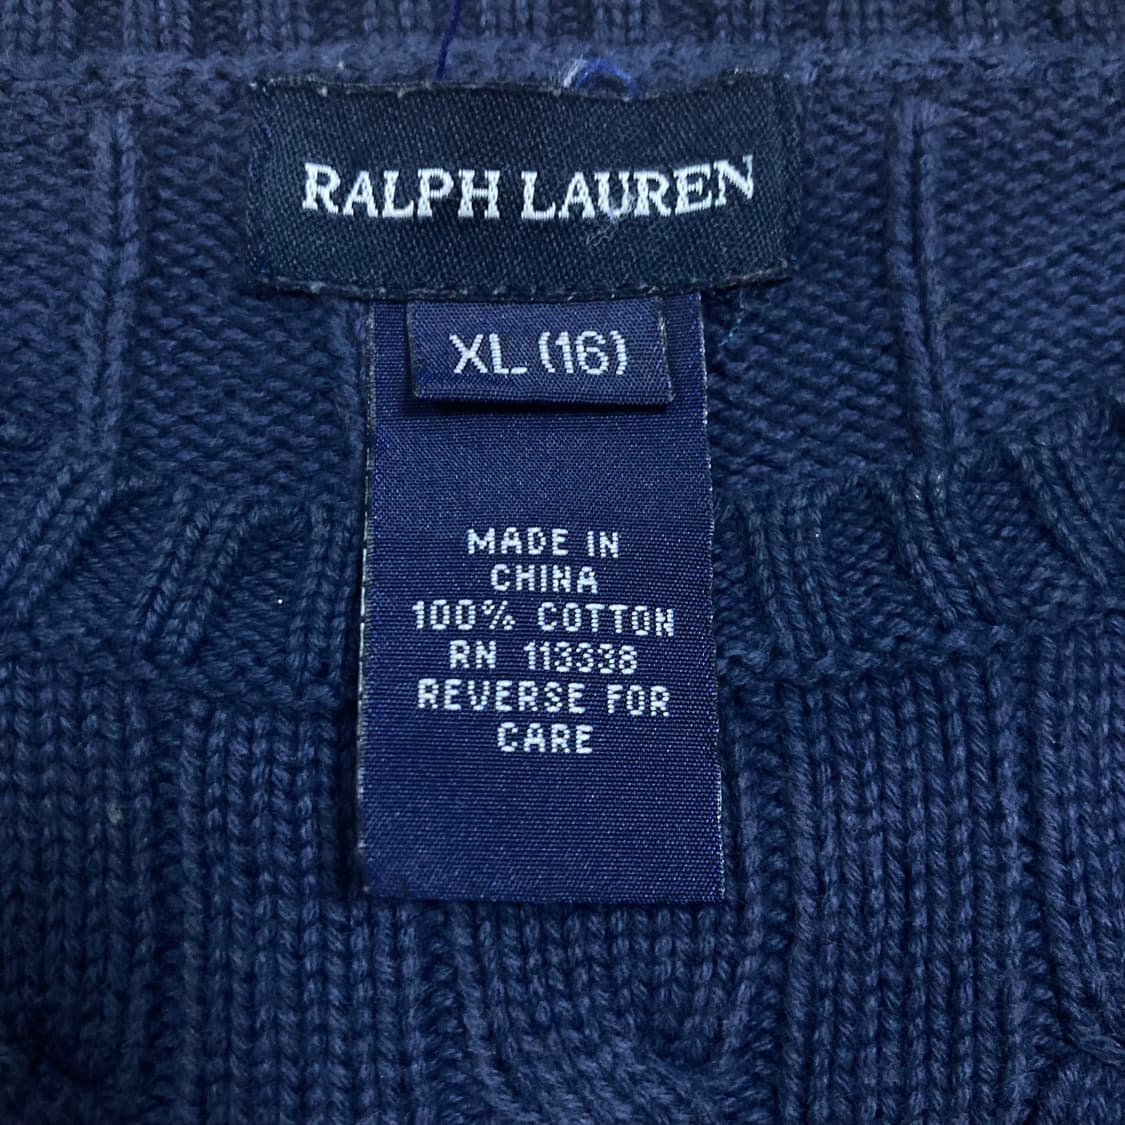 RALPH LAUREN
XL (16)
MADE IN
CHINA
100% COTTON
RN 113338
REVERSE FOR
CARE